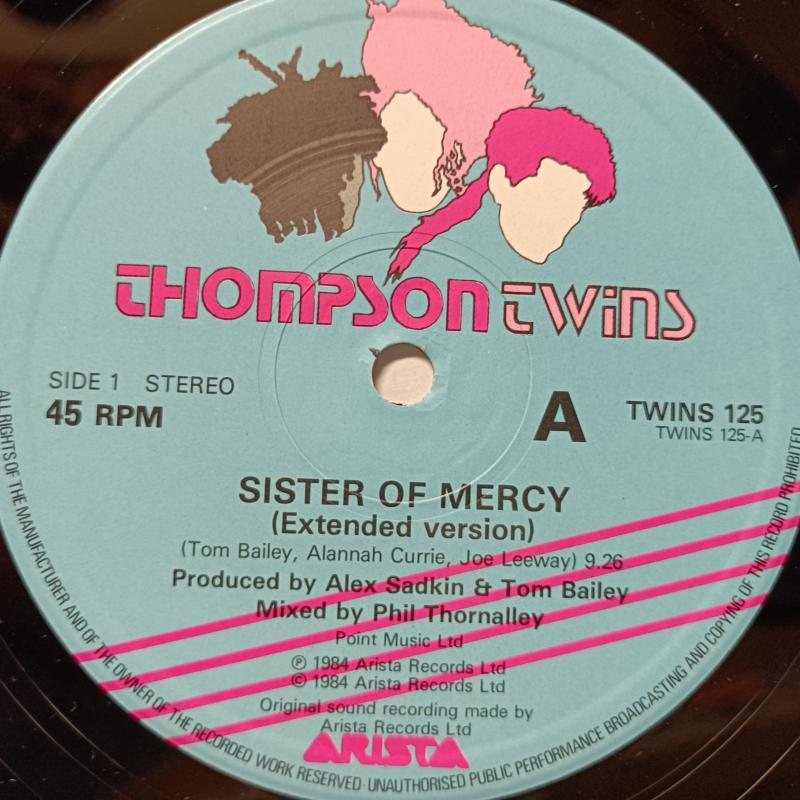 THOMPSON TWINS
SIDE 1 STEREO
45 RPM
A
TWINS 125
TWINS 125-A
SISTER OF MERCY
(Extended version)
(Tom Bailey, Alannah Currie, Joe Leeway) 9.26
Produced by Alex Sadkin & Tom Bailey
Mixed by Phil Thornalley
Point Music Ltd
℗ 1984 Arista Records Ltd
© 1984 Arista Records Ltd
Original sound recording made by
Arista Records Ltd
ARISTA
ALL RIGHTS OF THE MANUFACTURER AND OF THE OWNER OF THE RECORDED WORK RESERVED · UNAUTHORISED PUBLIC PERFORMANCE BROADCASTING AND COPYING OF THIS RECORD PROHIBITED